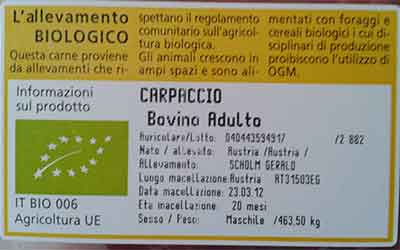 L'allevamento
BIOLOGICO
Questa carne proviene
da allevamenti che ri-
spettano il regolamento
comunitario sull'agricol-
tura biologica.
Gli animali crescono in
ampi spazi e sono ali-
mentati con foraggi e
cereali biologici i cui di-
sciplinari di produzione
proibiscono l'utilizzo di
OGM.
Informazioni
sul prodotto
IT BIO 006
Agricoltura UE
CARPACCIO
Bovino Adulto
Auricolare/Lotto: 040443594917 /2 882
Nato / allevato: Austria /Austria /
Allevamento: SCHOLM GERALD
Luogo macellazione Austria AT31503EG
Data macellazione: 23.03.12
Eta macellazione: 20 mesi
Sesso / Peso: Maschile /463,50 kg